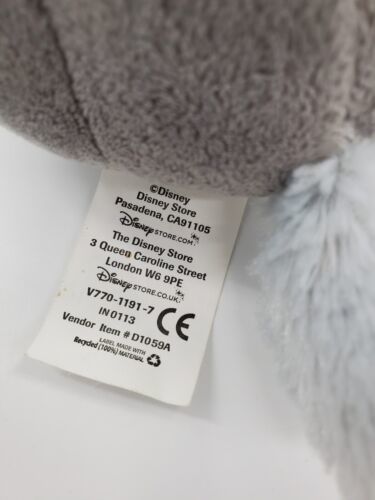 ©Disney
Disney Store
Pasadena, CA91105
DisneySTORE.COM
The Disney Store
3 Queen Caroline Street
London W6 9PE
DisneySTORE.CO.UK
V770-1191-7
IN0113 CE
Vendor Item # D1059A
LABEL MADE WITH
Recycled (100%) MATERIAL